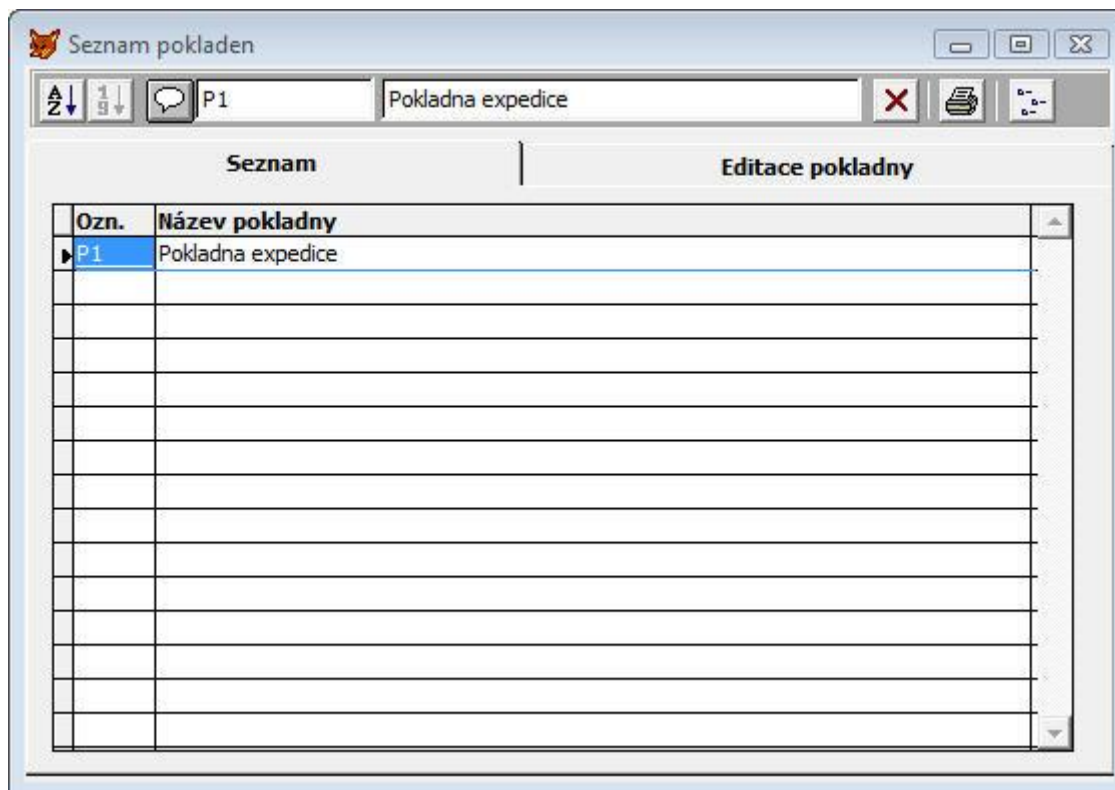 Seznam pokladen
P1 Pokladna expedice
Seznam Editace pokladny
Ozn. Název pokladny
P1 Pokladna expedice